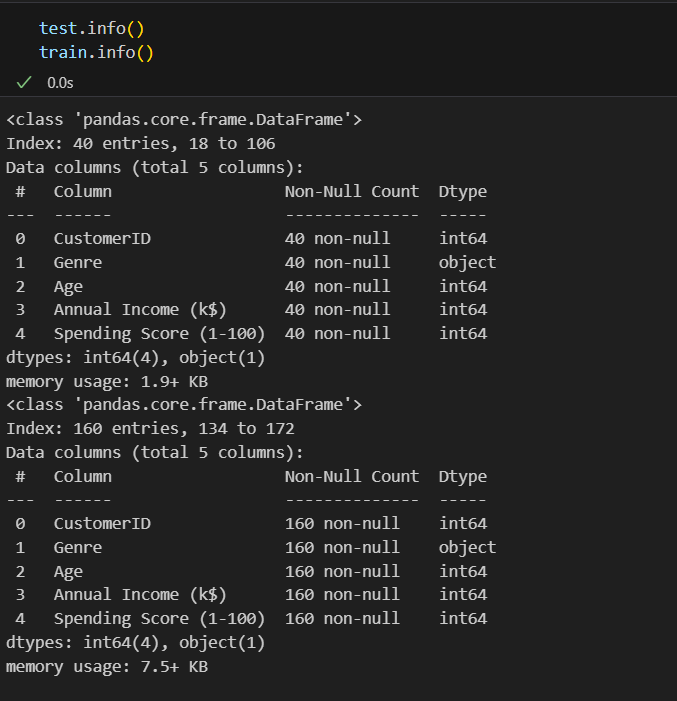 test.info()
train.info()
✓ 0.0s
<class 'pandas.core.frame.DataFrame'>
Index: 40 entries, 18 to 106
Data columns (total 5 columns):
 #   Column                  Non-Null Count  Dtype
---  ------                  --------------  -----
 0   CustomerID              40 non-null     int64
 1   Genre                   40 non-null     object
 2   Age                     40 non-null     int64
 3   Annual Income (k$)      40 non-null     int64
 4   Spending Score (1-100)  40 non-null     int64
dtypes: int64(4), object(1)
memory usage: 1.9+ KB
<class 'pandas.core.frame.DataFrame'>
Index: 160 entries, 134 to 172
Data columns (total 5 columns):
 #   Column                  Non-Null Count  Dtype
---  ------                  --------------  -----
 0   CustomerID              160 non-null    int64
 1   Genre                   160 non-null    object
 2   Age                     160 non-null    int64
 3   Annual Income (k$)      160 non-null    int64
 4   Spending Score (1-100)  160 non-null    int64
dtypes: int64(4), object(1)
memory usage: 7.5+ KB